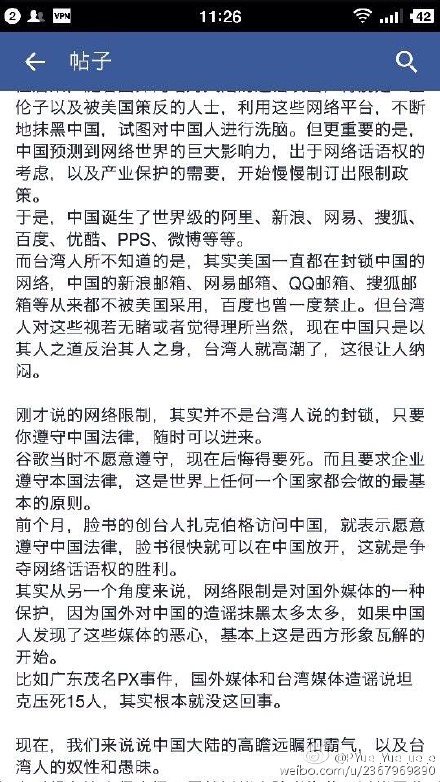 2 VPN 11:26 42
帖子
伦子以及被美国策反的人士，利用这些网络平台，不断
地抹黑中国，试图对中国人进行洗脑。但更重要的是，
中国预测到网络世界的巨大影响力，出于网络话语权的
考虑，以及产业保护的需要，开始慢慢制订出限制政
策。
于是，中国诞生了世界级的阿里、新浪、网易、搜狐、
百度、优酷、PPS、微博等等。
而台湾人所不知道的是，其实美国一直都在封锁中国的
网络，中国的新浪邮箱、网易邮箱、QQ邮箱、搜狐邮
箱等从来都不被美国采用，百度也曾一度禁止。但台湾
人对这些视若无睹或者觉得理所当然，现在中国只是以
其人之道反治其人之身，台湾人就高潮了，这很让人纳
闷。
刚才说的网络限制，其实并不是台湾人说的封锁，只要
你遵守中国法律，随时可以进来。
谷歌当时不愿意遵守，现在后悔得要死。而且要求企业
遵守本国法律，这是世界上任何一个国家都会做的最基
本的原则。
前个月，脸书的创台人扎克伯格访问中国，就表示愿意
遵守中国法律，脸书很快就可以在中国放开，这就是争
夺网络话语权的胜利。
其实从另一个角度来说，网络限制是对国外媒体的一种
保护，因为国外对中国的造谣抹黑太多太多，如果中国
人发现了这些媒体的恶心，基本上这是西方形象瓦解的
开始。
比如广东茂名PX事件，国外媒体和台湾媒体造谣说坦
克压死15人，其实根本就没这回事。
现在，我们来说说中国大陆的高瞻远瞩和霸气，以及台
湾人的奴性和愚昧。
weibo.com/u/2367969890